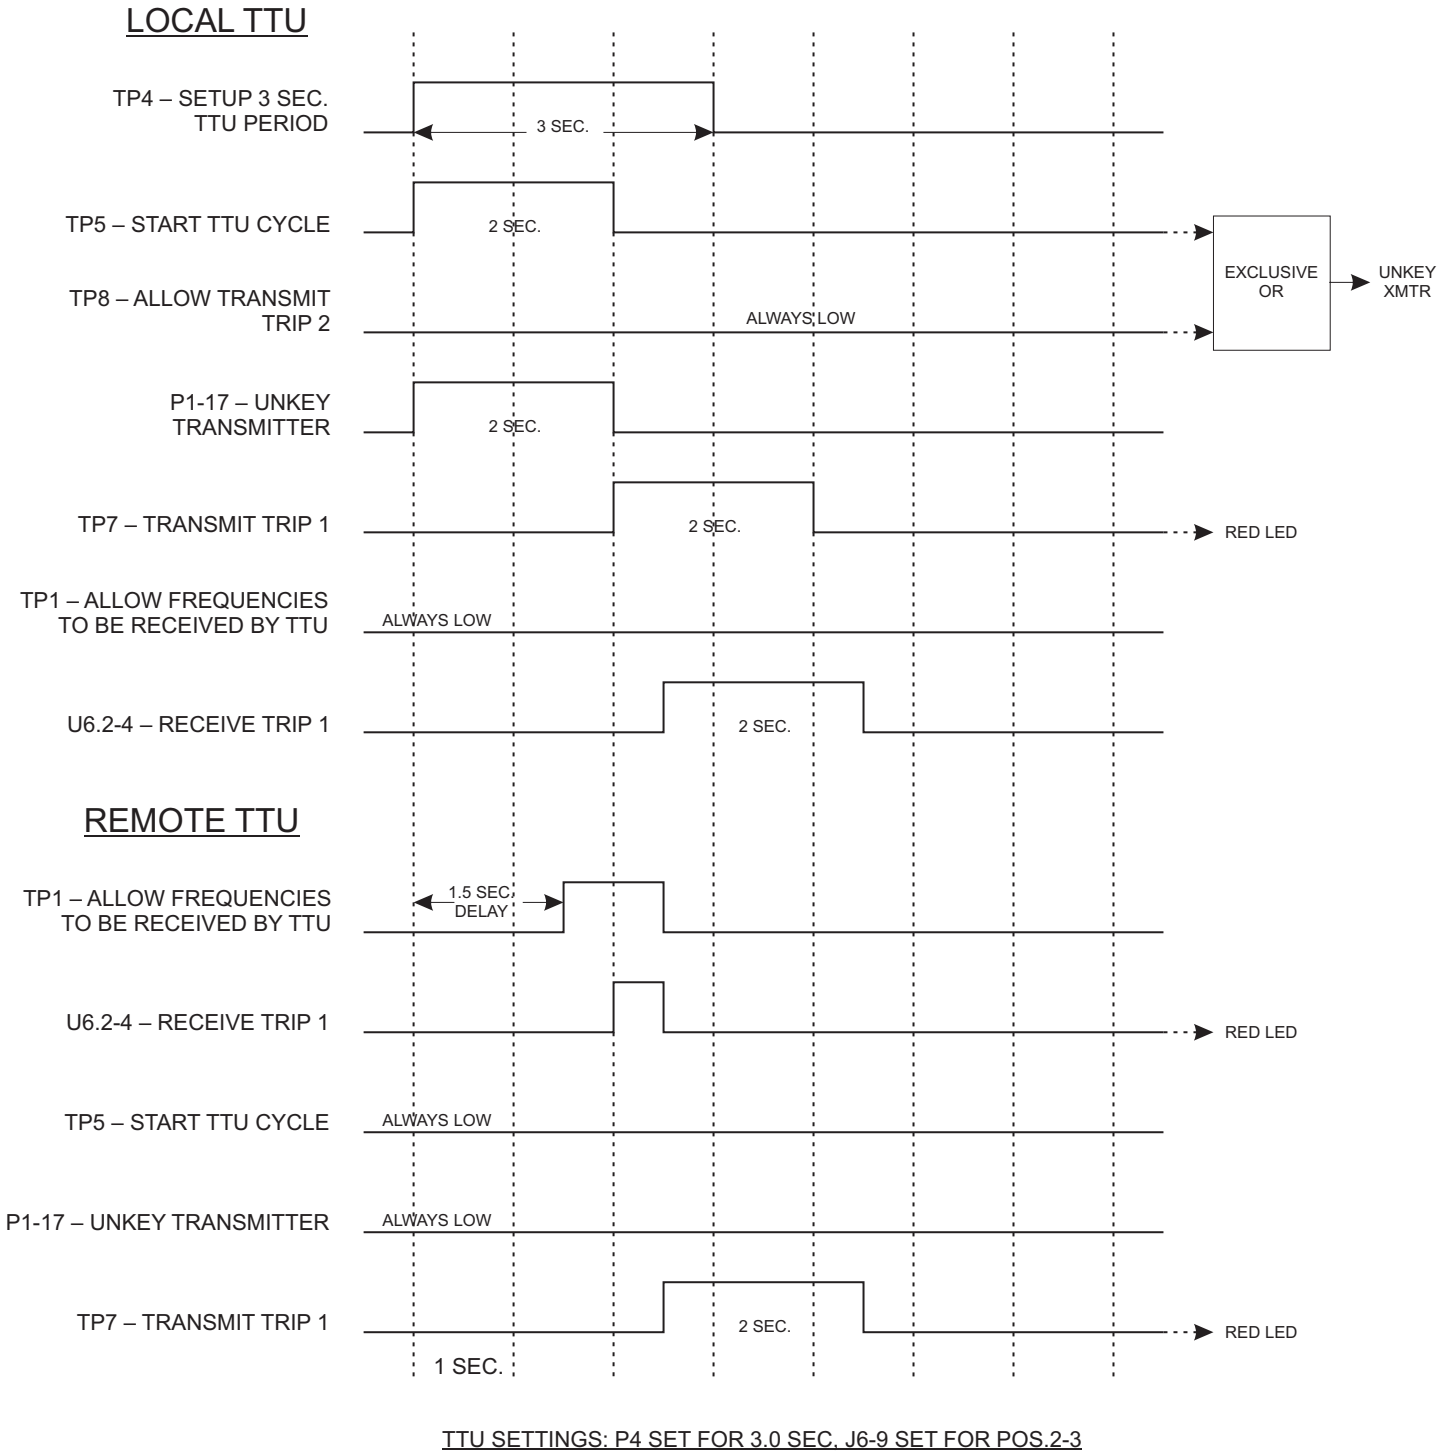 LOCAL TTU
TP4 – SETUP 3 SEC.
TTU PERIOD
3 SEC.
TP5 – START TTU CYCLE
2 SEC.
TP8 – ALLOW TRANSMIT
TRIP 2
ALWAYS LOW
EXCLUSIVE
OR
UNKEY
XMTR
P1-17 – UNKEY
TRANSMITTER
2 SEC.
TP7 – TRANSMIT TRIP 1
2 SEC.
RED LED
TP1 – ALLOW FREQUENCIES
TO BE RECEIVED BY TTU
ALWAYS LOW
U6.2-4 – RECEIVE TRIP 1
2 SEC.
REMOTE TTU
TP1 – ALLOW FREQUENCIES
TO BE RECEIVED BY TTU
1.5 SEC.
DELAY
U6.2-4 – RECEIVE TRIP 1
RED LED
TP5 – START TTU CYCLE
ALWAYS LOW
P1-17 – UNKEY TRANSMITTER
ALWAYS LOW
TP7 – TRANSMIT TRIP 1
2 SEC.
RED LED
1 SEC.
TTU SETTINGS: P4 SET FOR 3.0 SEC, J6-9 SET FOR POS.2-3